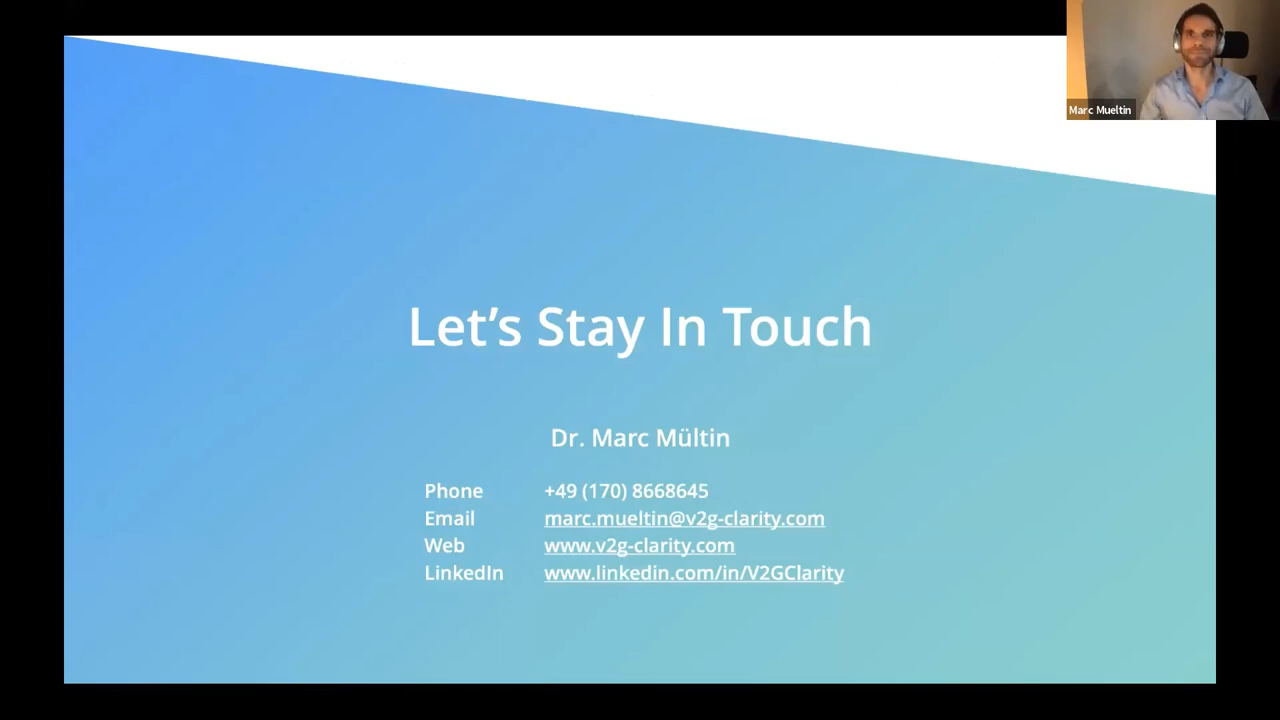 Marc Mueltin
Let's Stay In Touch
Dr. Marc Mültin
Phone +49 (170) 8668645
Email marc.mueltin@v2g-clarity.com
Web www.v2g-clarity.com
LinkedIn www.linkedin.com/in/V2GClarity